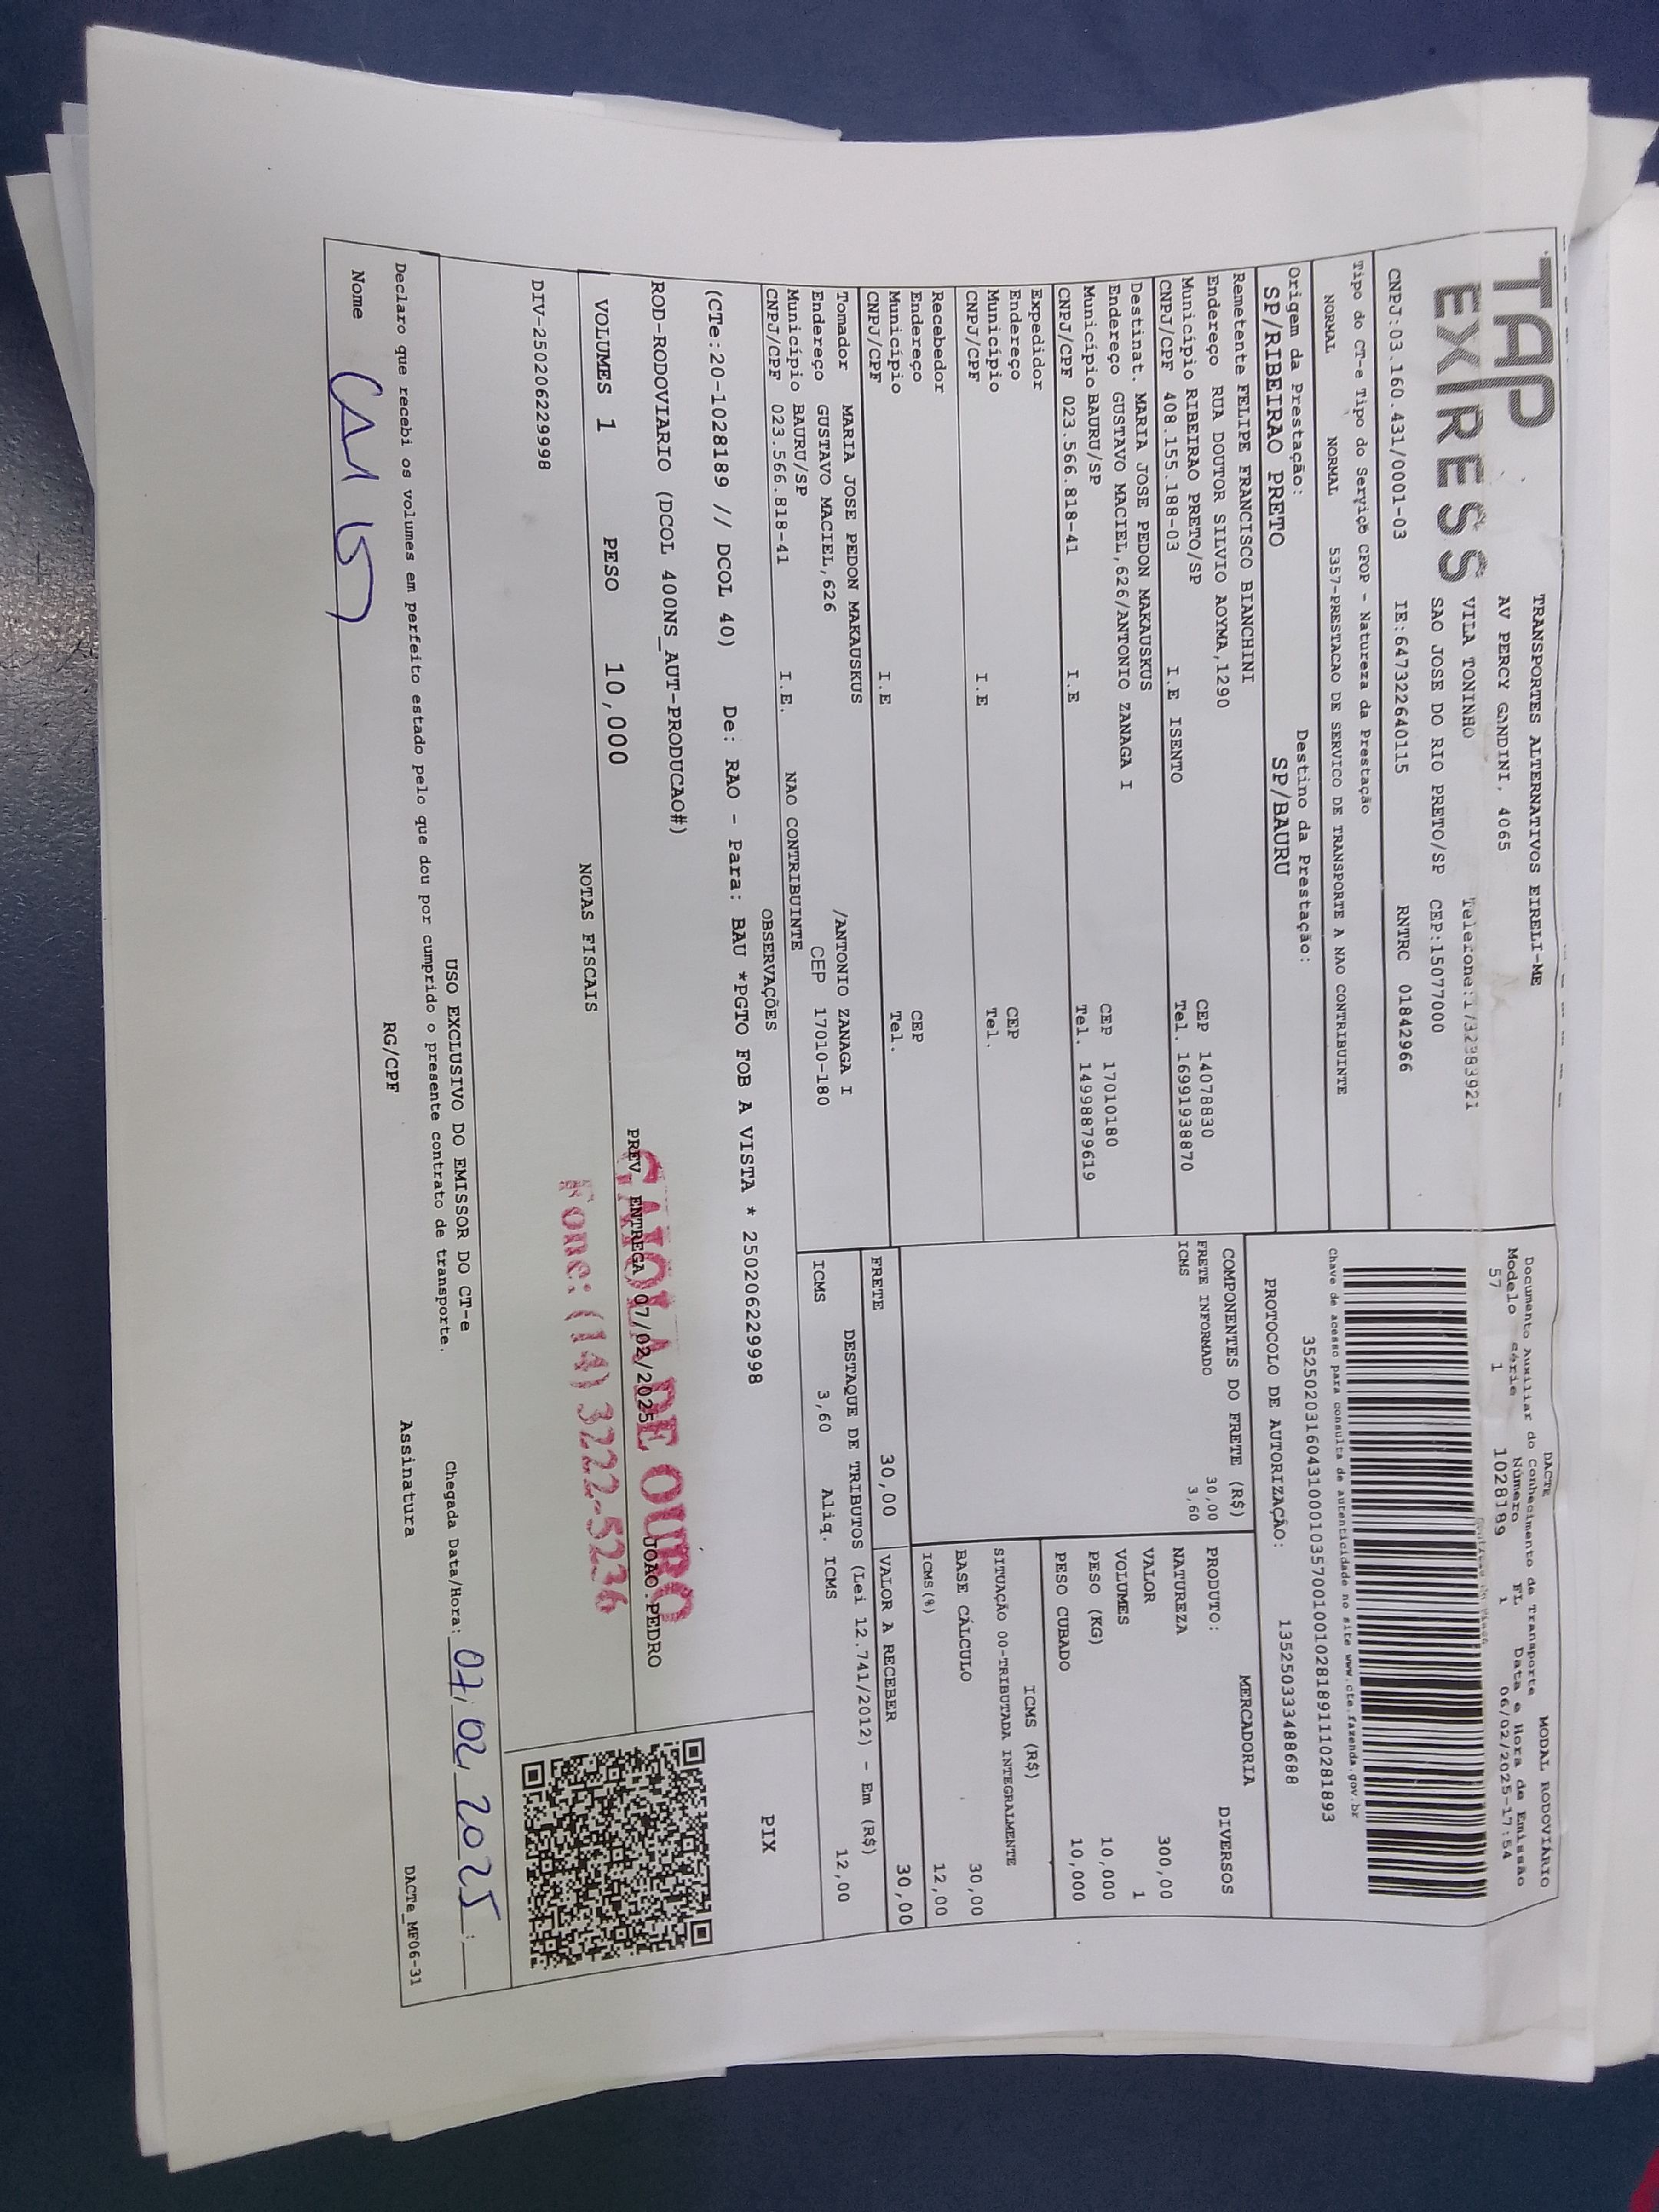 TAP
EXPRESS
TRANSPORTES ALTERNATIVOS EIRELI-ME
AV PERCY GANDINI, 4065
VILA TONINHO Telefone:1732383921
SAO JOSE DO RIO PRETO/SP CEP:15077000
CNPJ:03.160.431/0001-03 IE:647322640115 RNTRC 01842966
DACTE MODAL RODOVIÁRIO
Documento Auxiliar do Conhecimento de Transporte
Modelo Série Número FL Data e Hora de Emissão
57 1 1028189 1 06/02/2025-17:54
Chave de acesso para consulta de autenticidade no site www.cte.fazenda.gov.br
35250203160431000103570010010281891102818 93
Tipo do CT-e Tipo do Serviço CFOP - Natureza da Prestação
NORMAL NORMAL 5357-PRESTACAO DE SERVICO DE TRANSPORTE A NAO CONTRIBUINTE
PROTOCOLO DE AUTORIZAÇÃO: 135250333488688
Origem da Prestação: Destino da Prestação:
SP/RIBEIRAO PRETO SP/BAURU
Remetente FELIPE FRANCISCO BIANCHINI
Endereço RUA DOUTOR SILVIO AOYMA,1290 CEP 14078830
Município RIBEIRAO PRETO/SP Tel. 16991938870
CNPJ/CPF 408.155.188-03 I.E ISENTO
Destinat. MARIA JOSE PEDON MAKAUSKUS
Endereço GUSTAVO MACIEL,626/ANTONIO ZANAGA I CEP 17010180
Município BAURU/SP Tel. 14998879619
CNPJ/CPF 023.566.818-41 I.E
Expedidor
Endereço CEP
Município Tel.
CNPJ/CPF I.E
Recebedor
Endereço CEP
Município Tel.
CNPJ/CPF I.E
Tomador MARIA JOSE PEDON MAKAUSKUS /ANTONIO ZANAGA I
Endereço GUSTAVO MACIEL,626 CEP 17010-180
Município BAURU/SP NAO CONTRIBUINTE
CNPJ/CPF 023.566.818-41 I.E.
COMPONENTES DO FRETE (R$)
FRETE INFORMADO 30,00
ICMS 3,60
MERCADORIA
PRODUTO: DIVERSOS
NATUREZA
VALOR 300,00
VOLUMES 1
PESO (KG) 10,000
PESO CUBADO 10,000
ICMS (R$)
SITUAÇÃO 00-TRIBUTADA INTEGRALMENTE
BASE CÁLCULO 30,00
ICMS(%) 12,00
FRETE 30,00 VALOR A RECEBER 30,00
DESTAQUE DE TRIBUTOS (Lei 12.741/2012) - Em (R$)
ICMS 3,60 Aliq. ICMS 12,00
OBSERVAÇÕES
(CTe:20-1028189 // DCOL 40) De: RAO - Para: BAU *PGTO FOB A VISTA * 250206229998
ROD-RODOVIARIO (DCOL 400NS_AUT-PRODUCAO#)
PREV. ENTREGA 07/02/2025 JOAO.PEDRO
GAIOLA DE OURO
Fone: (14) 3222-5236
PIX
VOLUMES 1 PESO 10,000
NOTAS FISCAIS
DIV-25020622998
USO EXCLUSIVO DO EMISSOR DO CT-e
Chegada Data/Hora: 07/02/2025 :
Declaro que recebi os volumes em perfeito estado pelo que dou por cumprido o presente contrato de transporte.
Nome RG/CPF Assinatura
DACTe_MF06-31